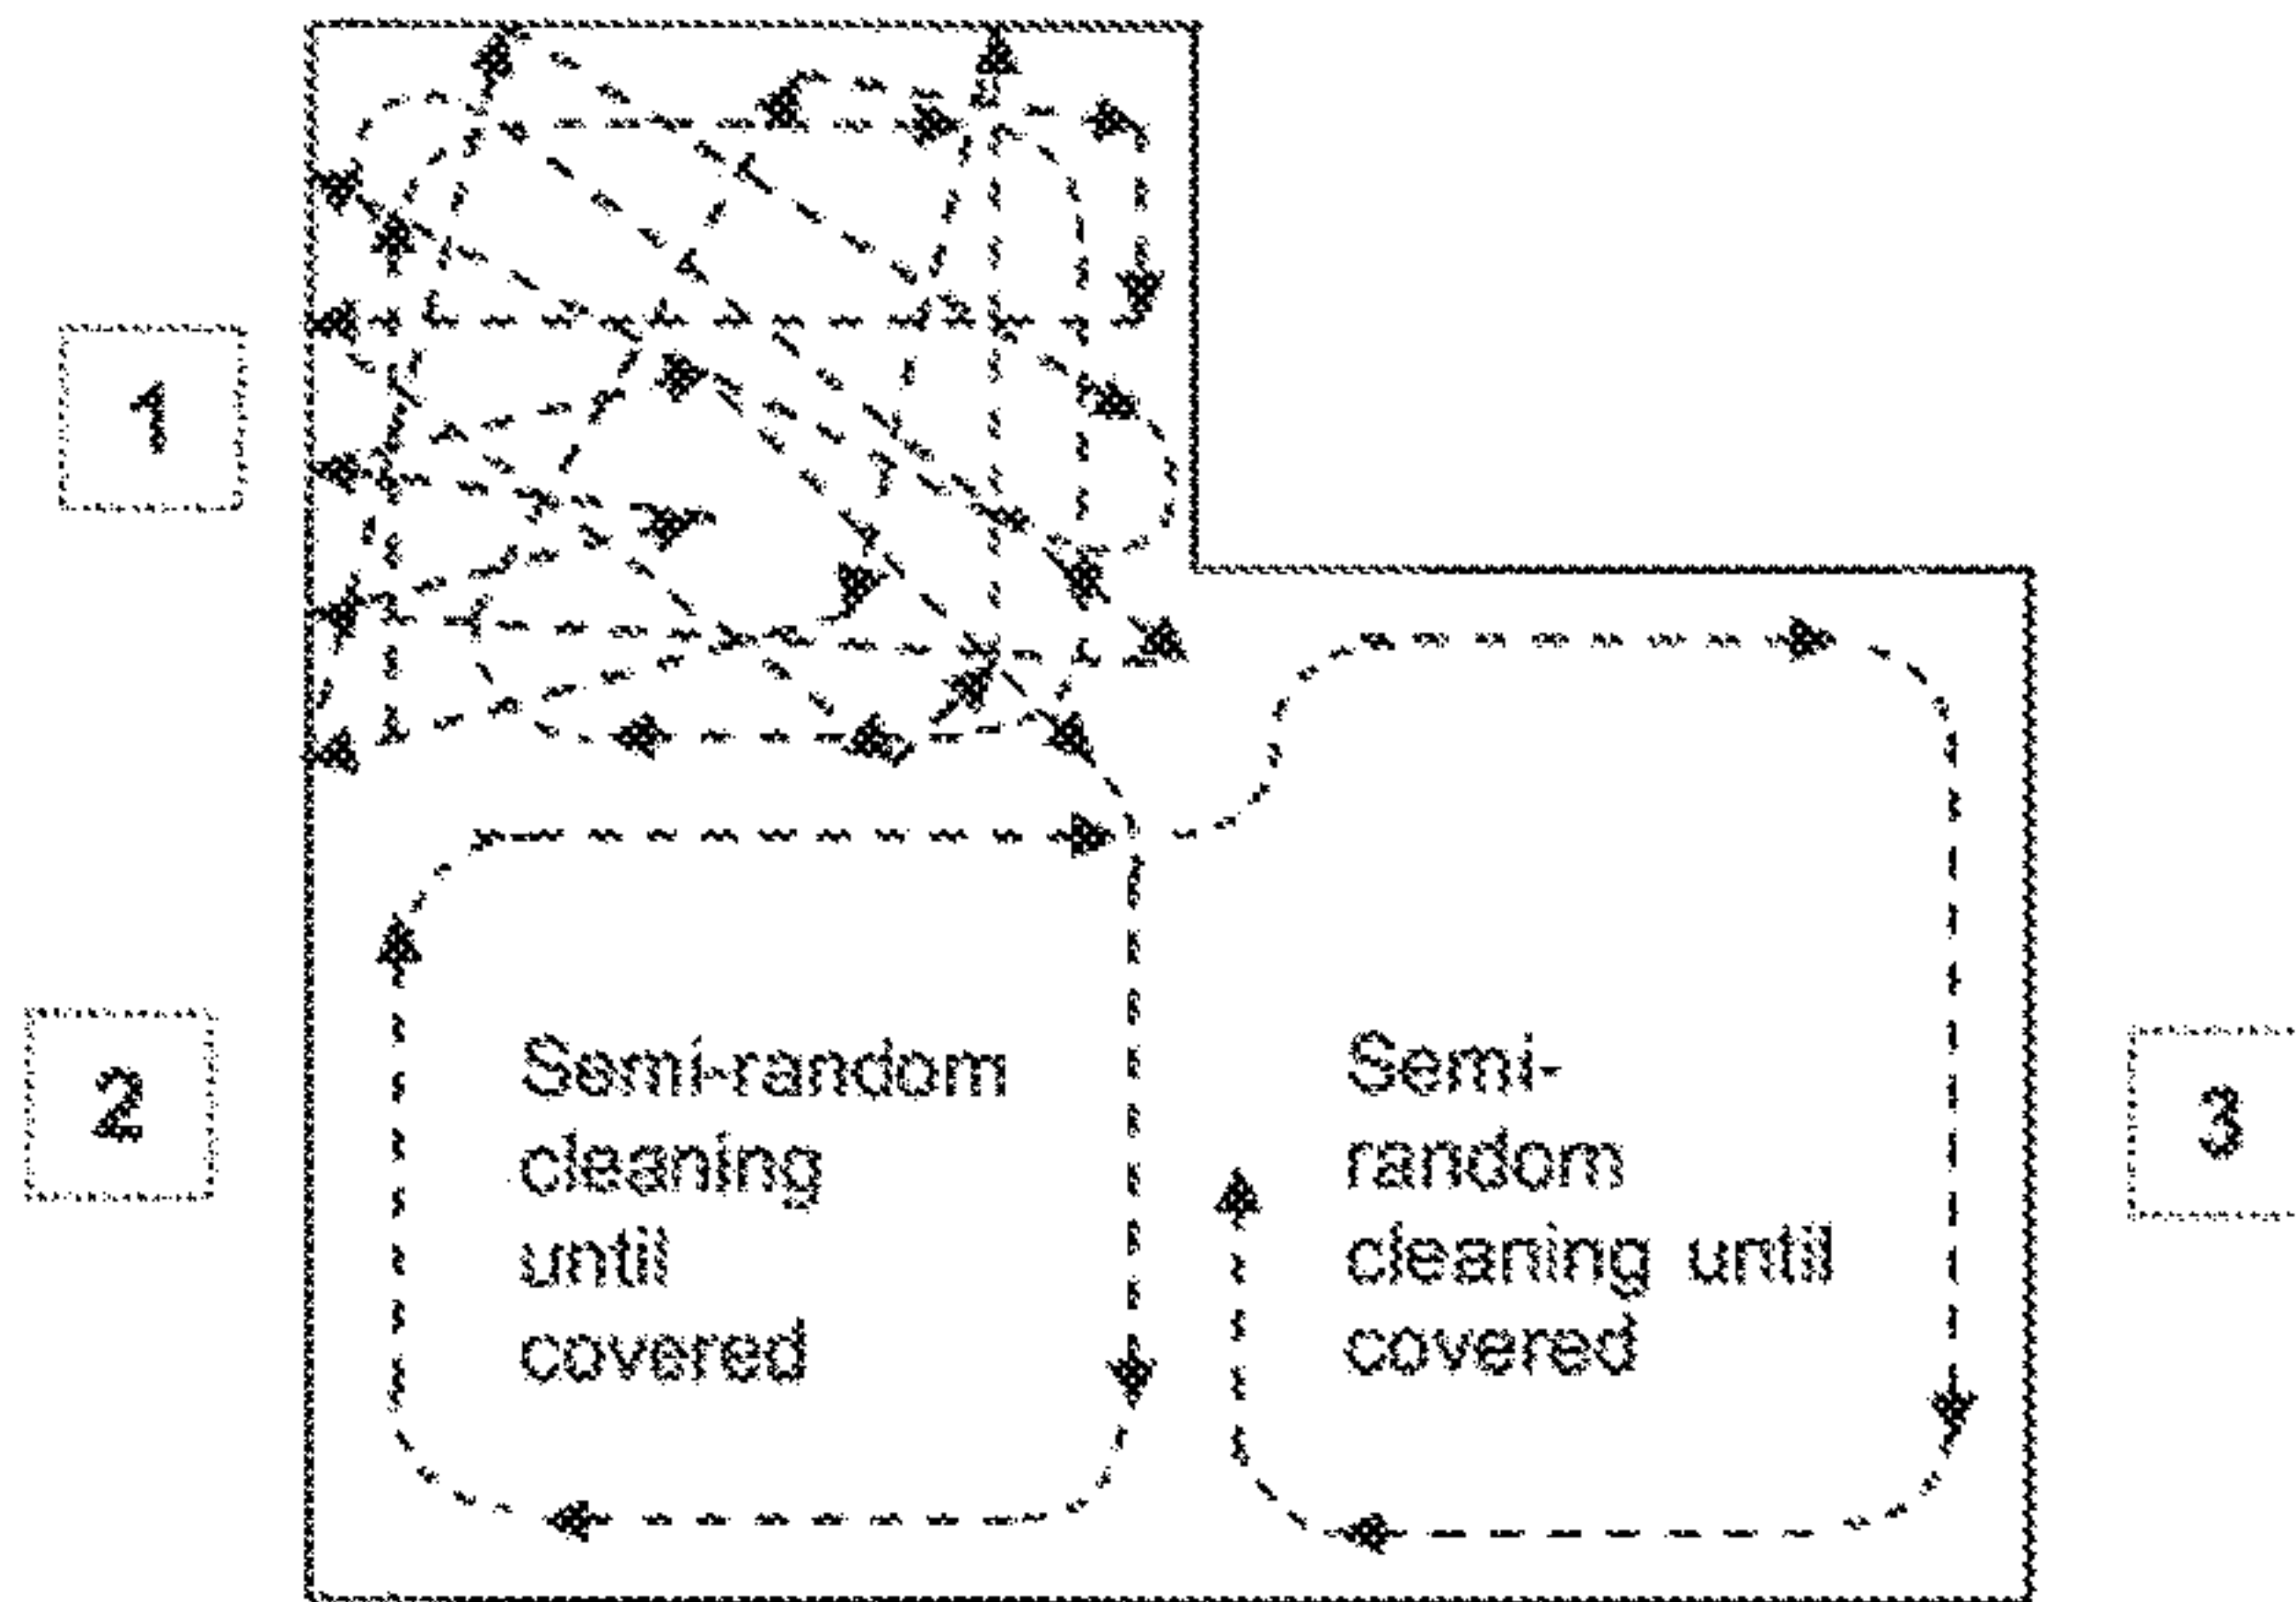 1
2
Semi-random
cleaning
until
covered
Semi-
random
cleaning until
covered
3